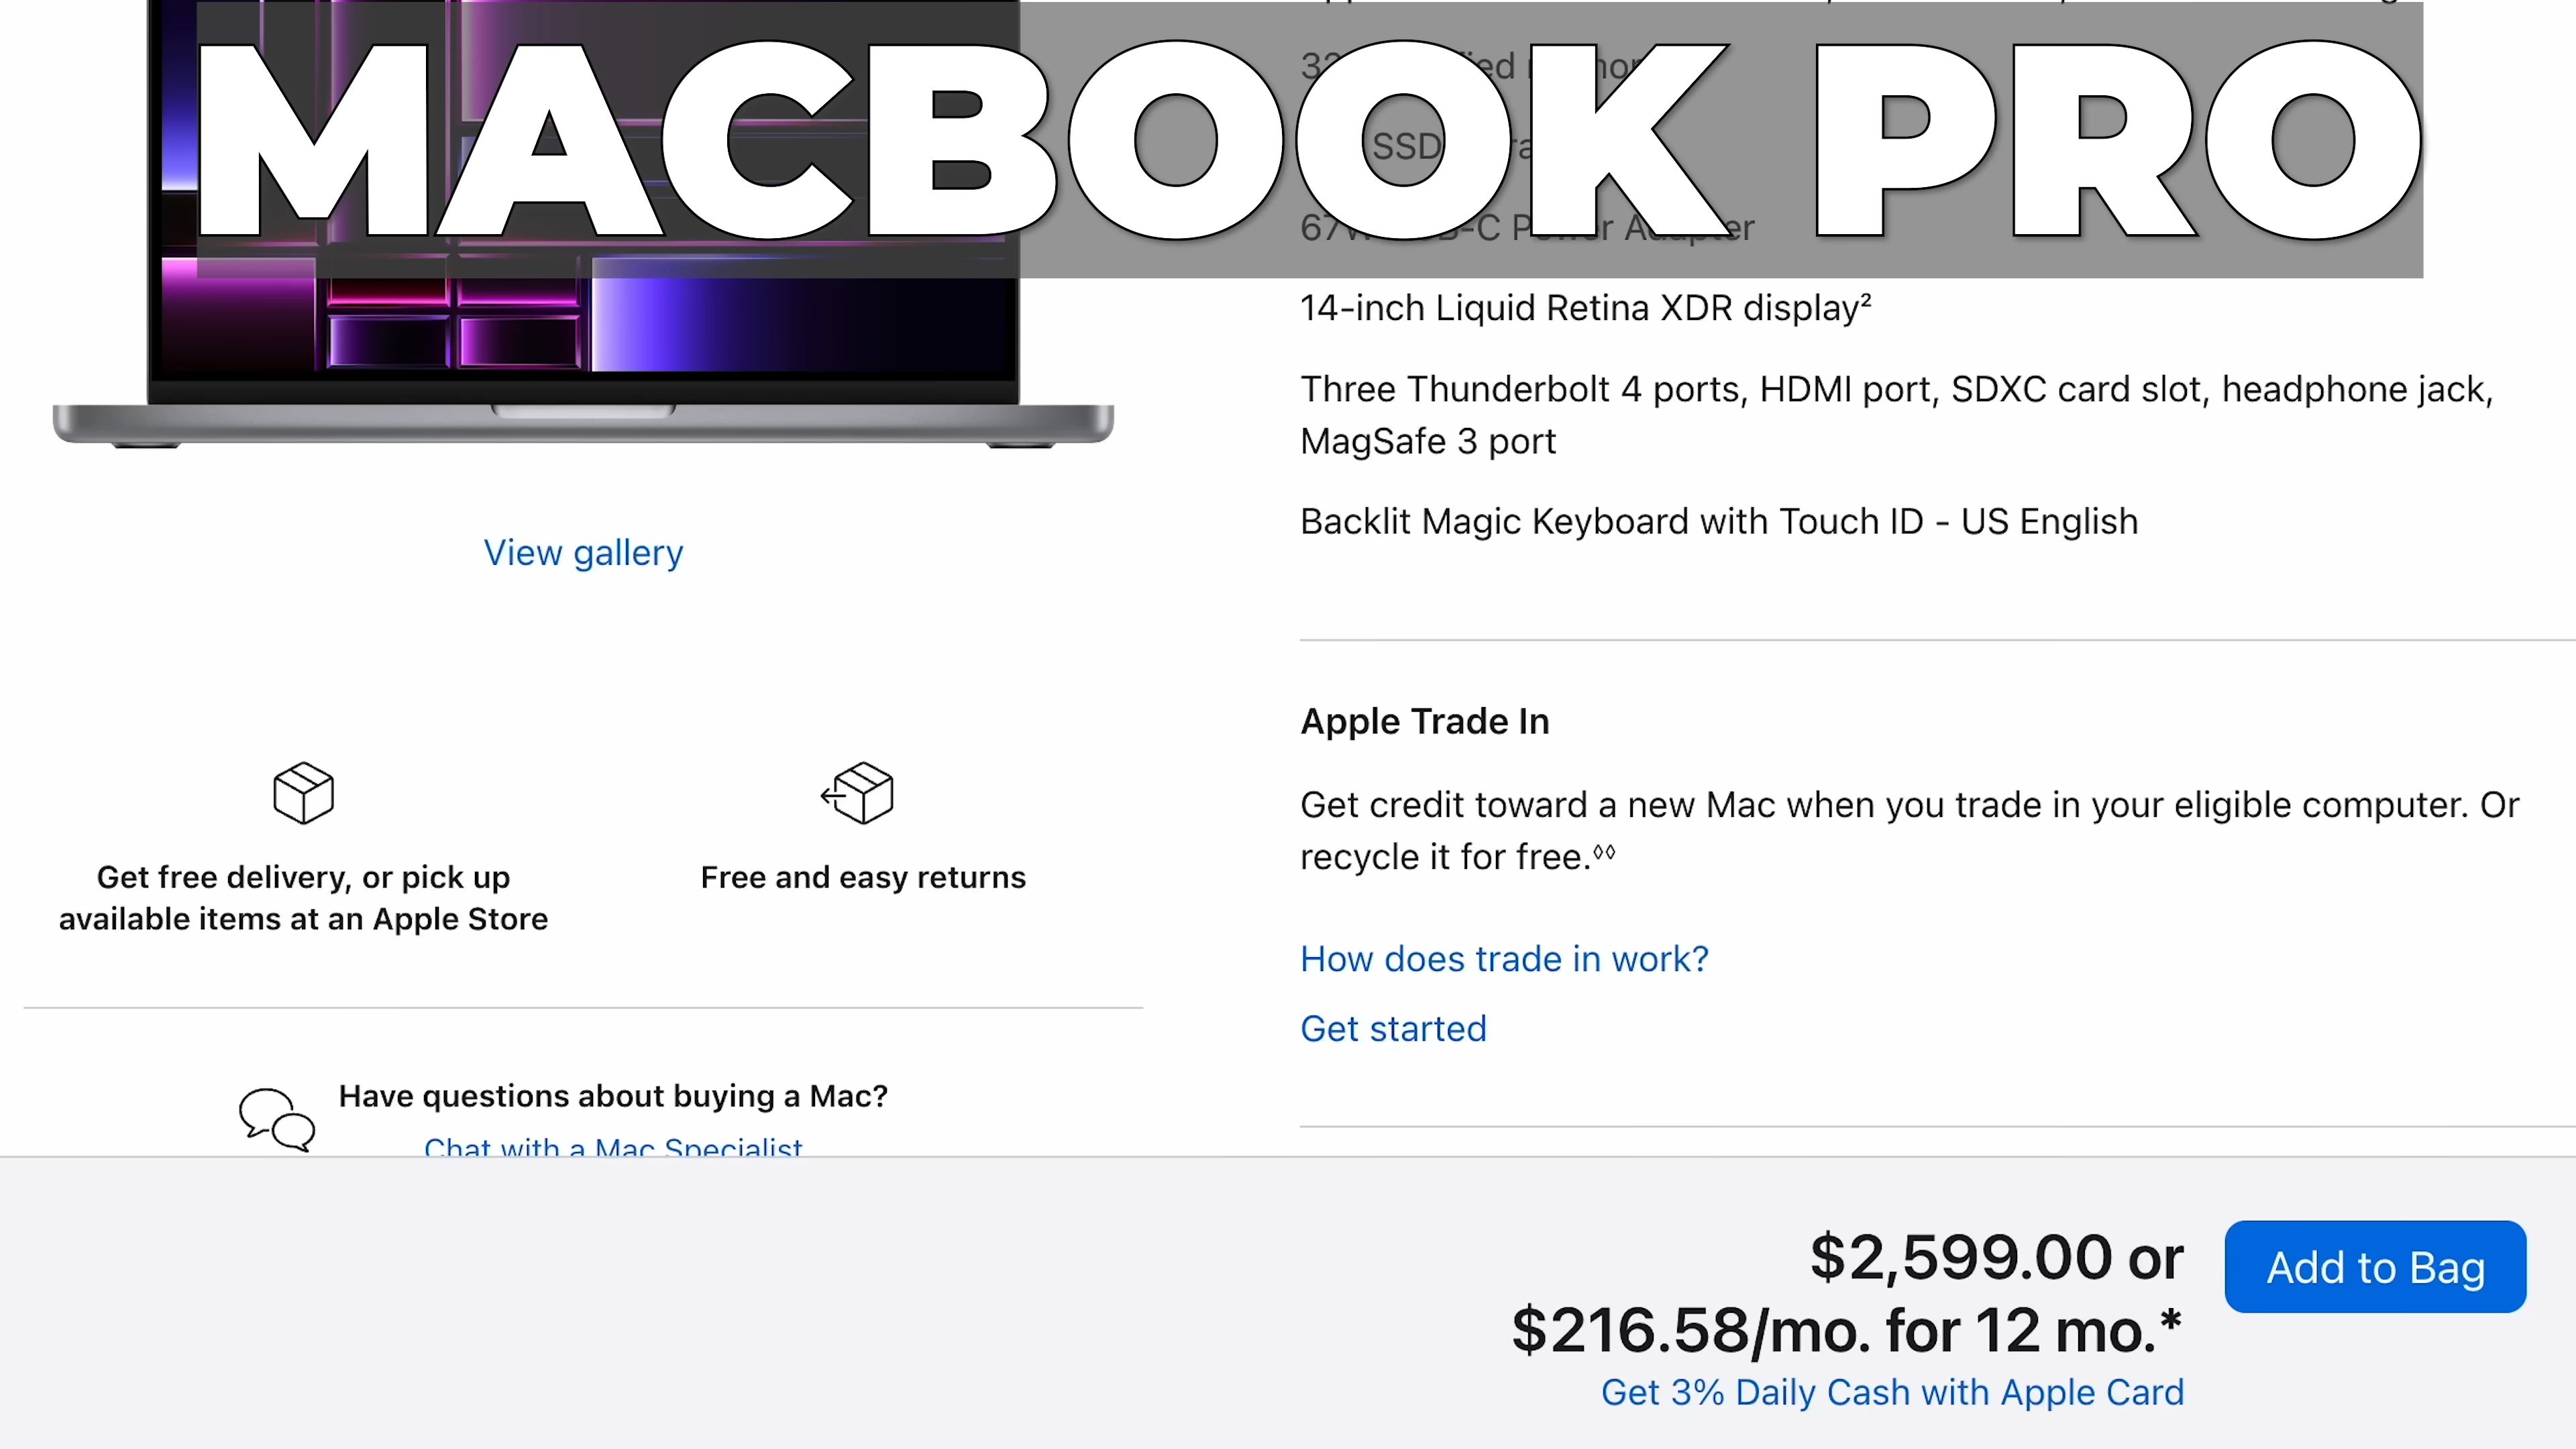 MACBOOK PRO
SSD
Power Adapter
14-inch Liquid Retina XDR display²
Three Thunderbolt 4 ports, HDMI port, SDXC card slot, headphone jack,
MagSafe 3 port
Backlit Magic Keyboard with Touch ID - US English
View gallery
Get free delivery, or pick up
available items at an Apple Store
Free and easy returns
Have questions about buying a Mac?
Chat with a Mac Specialist
Apple Trade In
Get credit toward a new Mac when you trade in your eligible computer. Or
recycle it for free.◊◊
How does trade in work?
Get started
$2,599.00 or
$216.58/mo. for 12 mo.*
Get 3% Daily Cash with Apple Card
Add to Bag